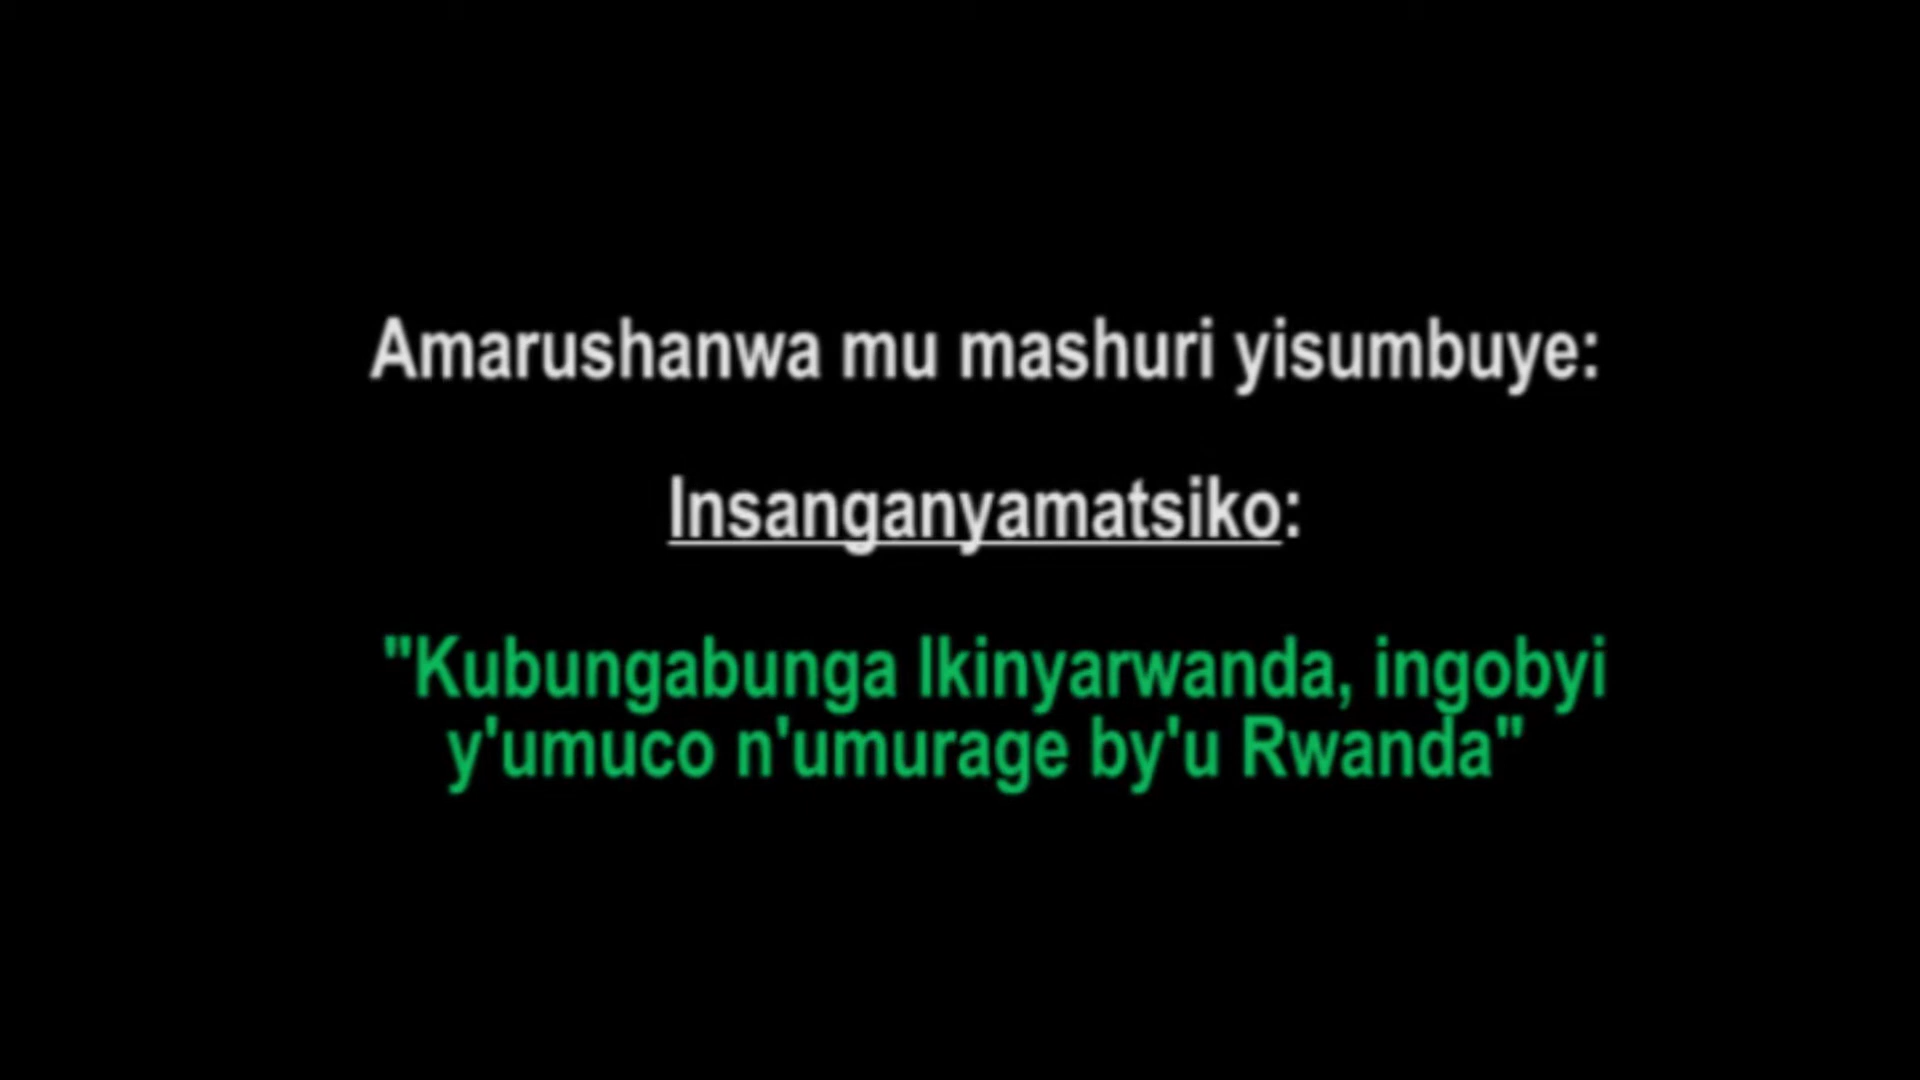 Amarushanwa mu mashuri yisumbuye:
Insanganyamatsiko:
"Kubungabunga Ikinyarwanda, ingobyi
y'umuco n'umurage by'u Rwanda"